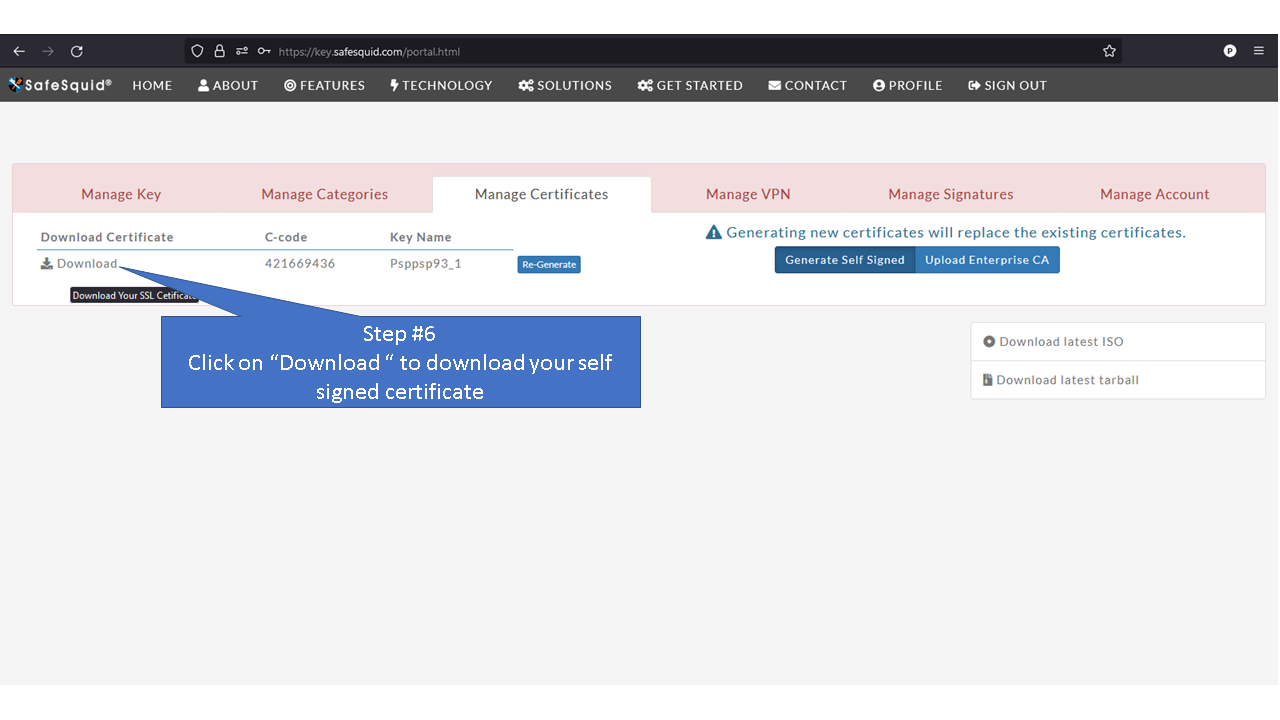 https://key.safesquid.com/portal.html
P
SafeSquid®
HOME
ABOUT
FEATURES
TECHNOLOGY
SOLUTIONS
GET STARTED
CONTACT
PROFILE
SIGN OUT
Manage Key
Manage Categories
Manage Certificates
Manage VPN
Manage Signatures
Manage Account
Download Certificate
C-code
Key Name
Download
421669436
Psppsp93_1
Re-Generate
Generating new certificates will replace the existing certificates.
Generate Self Signed
Upload Enterprise CA
Download Your SSL Cetificate
Step #6
Click on “Download “ to download your self
signed certificate
Download latest ISO
Download latest tarball